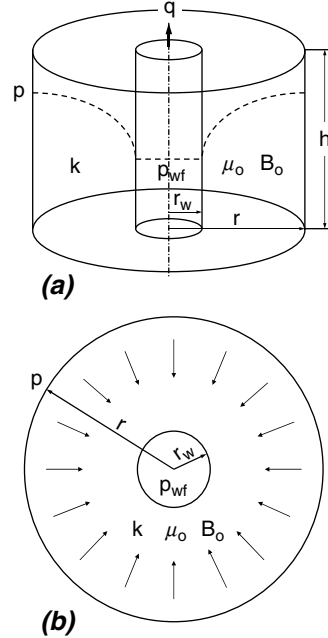 q
p
h
k p_wf μ_o B_o
r_w
r
(a)
p
r
r_w
p_wf
k μ_o B_o
(b)